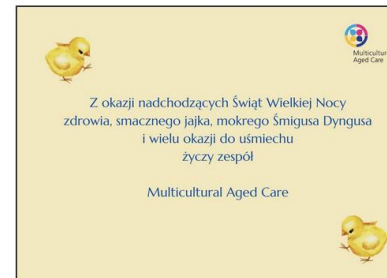 Multicultural
Aged Care
Z okazji nadchodzących Świąt Wielkiej Nocy
zdrowia, smacznego jajka, mokrego Śmigusa Dyngusa
i wielu okazji do uśmiechu
życzy zespół
Multicultural Aged Care